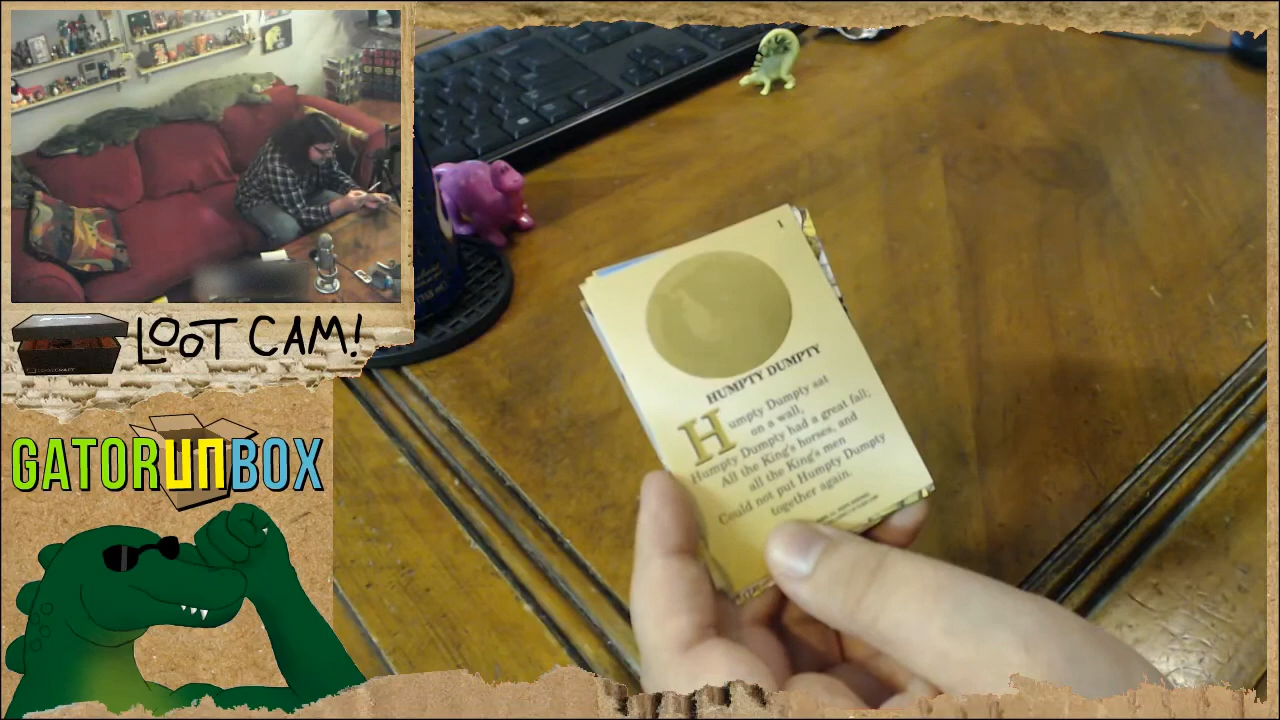 LOOT CAM!
GATORUNBOX
1
HUMPTY DUMPTY
Humpty Dumpty sat
on a wall,
Humpty Dumpty had a great fall;
All the King's horses, and
all the King's men
Could not put Humpty Dumpty
together again.